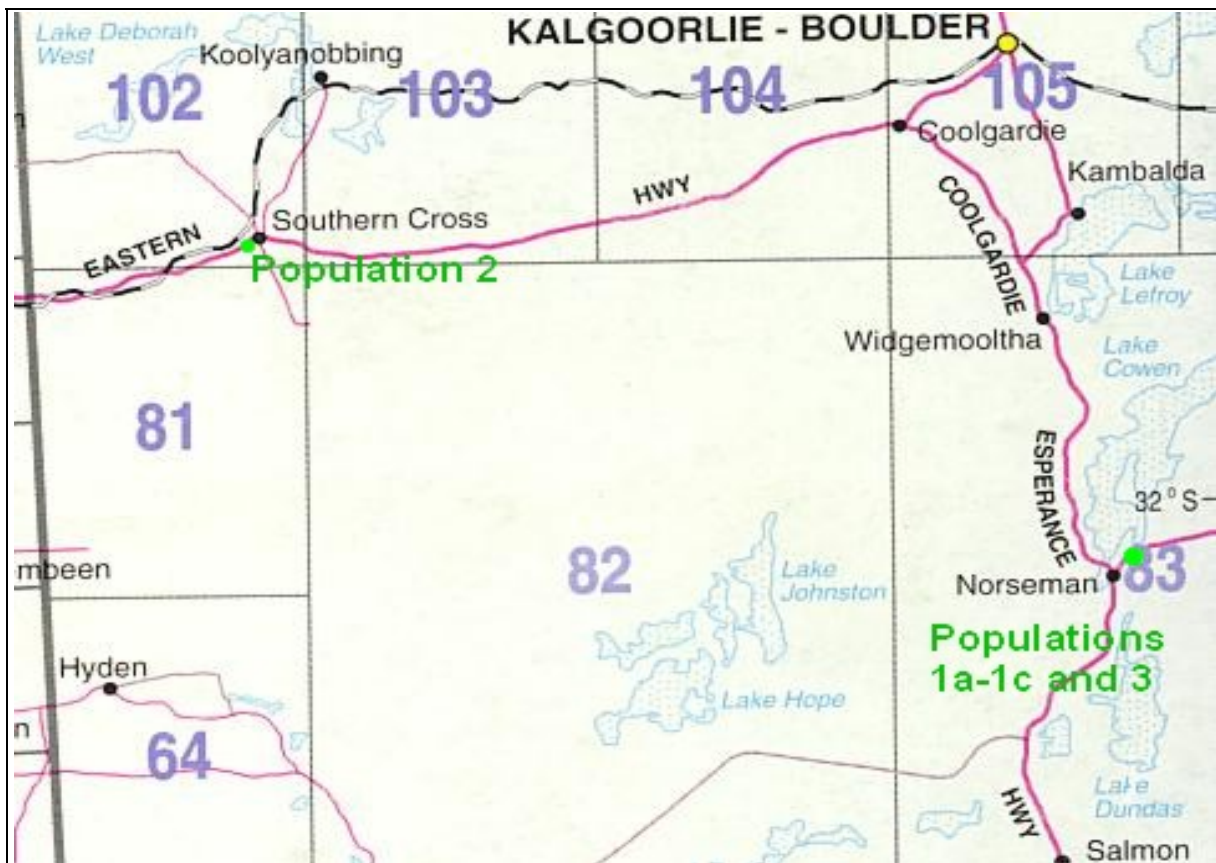 Lake Deborah
West
KALGOORLIE - BOULDER
Koolyanobbing
102
103
104
105
Coolgardie
Kambalda
HWY
COOLGARDIE
Southern Cross
EASTERN
Population 2
Lake
Lefroy
Widgemooltha
Lake
Cowen
81
ESPERANCE
32° S
mbeen
82
Lake
Johnston
Norseman
83
Populations
1a-1c and 3
Hyden
Lake Hope
n
64
Lake
Dundas
HWY
Salmon